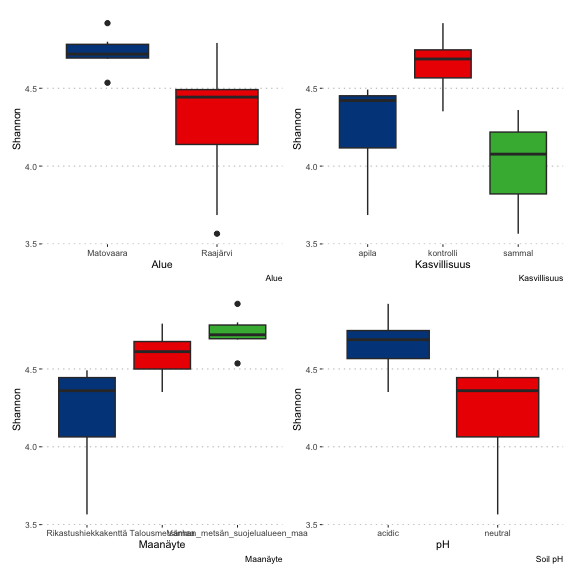 Shannon
4.5
4.0
3.5
Matovaara
Raajärvi
Alue
Alue
Shannon
4.5
4.0
3.5
apila
kontrolli
sammal
Kasvillisuus
Kasvillisuus
Shannon
4.5
4.0
3.5
Rikastushiekkakenttä
Talousmetsämaa
Vanhan_metsän_suojelualueen_maa
Maanäyte
Maanäyte
Shannon
4.5
4.0
3.5
acidic
neutral
pH
Soil pH